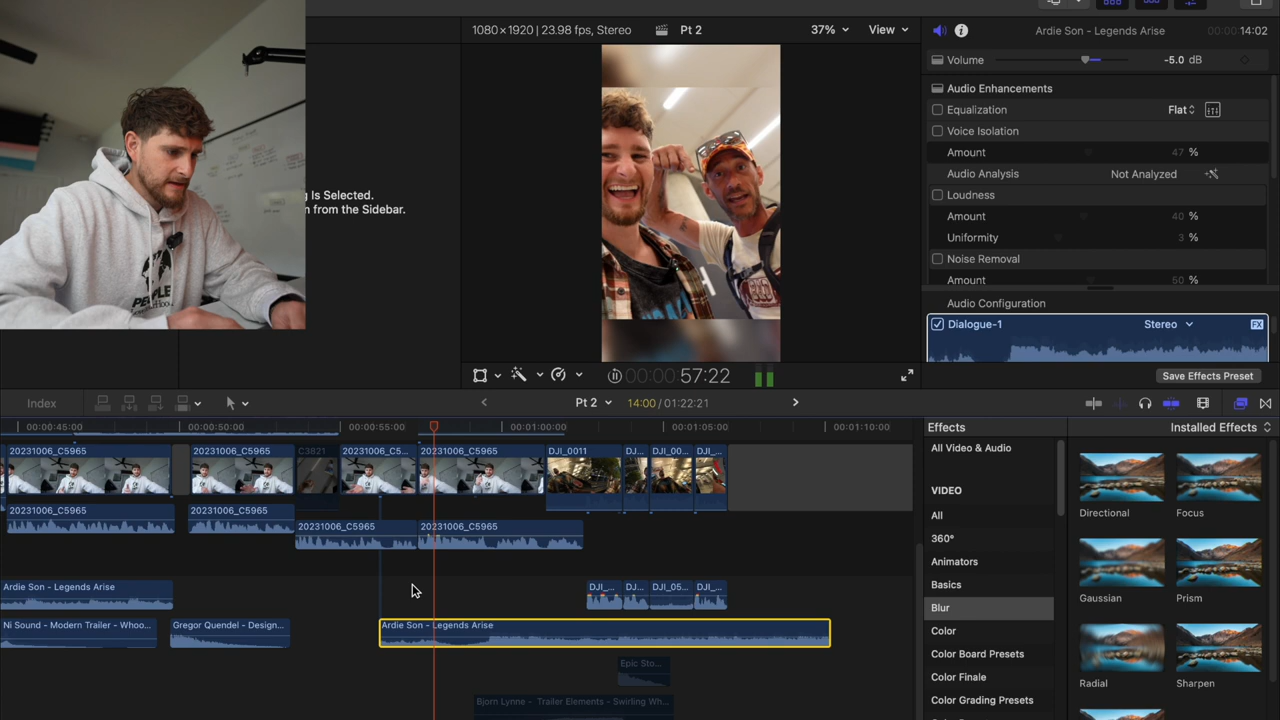 1080×1920 | 23.98 fps, Stereo
Pt 2
37%
View
g Is Selected.
n from the Sidebar.
PEOPLE
00:00:57:22
Ardie Son - Legends Arise
00:00:14:02
Volume
-5.0 dB
Audio Enhancements
Equalization
Flat
Voice Isolation
Amount
47 %
Audio Analysis
Not Analyzed
Loudness
Amount
40 %
Uniformity
3 %
Noise Removal
Amount
50 %
Audio Configuration
Dialogue-1
Stereo
FX
Save Effects Preset
Index
Pt 2
14:00 / 01:22:21
00:00:45:00
00:00:50:00
00:00:55:00
00:01:00:00
00:01:05:00
00:01:10:00
20231006_C5965
20231006_C5965
C3821
20231006_C5...
20231006_C5965
DJI_0011
D...
DJI_00...
DJI_...
20231006_C5965
20231006_C5965
20231006_C5965
20231006_C5965
Ardie Son - Legends Arise
DJI_...
DJ...
DJI_05...
DJI_...
Ni Sound - Modern Trailer - Whoo...
Gregor Quendel - Design...
Ardie Son - Legends Arise
Epic Sto...
Bjorn Lynne - Trailer Elements - Swirling Wh...
Effects
Installed Effects
All Video & Audio
VIDEO
All
360°
Animators
Basics
Blur
Color
Color Board Presets
Color Finale
Color Grading Presets
Directional
Focus
Gaussian
Prism
Radial
Sharpen